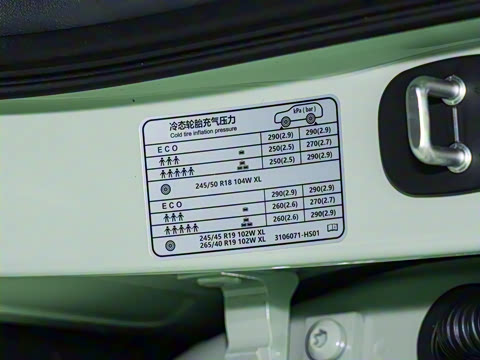 冷态轮胎充气压力
Cold tire inflation pressure
kPa ( bar )
ECO 290(2.9) 290(2.9)
250(2.5) 270(2.7)
250(2.5) 290(2.9)
245/50 R18 104W XL
ECO 290(2.9) 290(2.9)
260(2.6) 270(2.7)
260(2.6) 290(2.9)
245/45 R19 102W XL
265/40 R19 102W XL 3106071-HS01